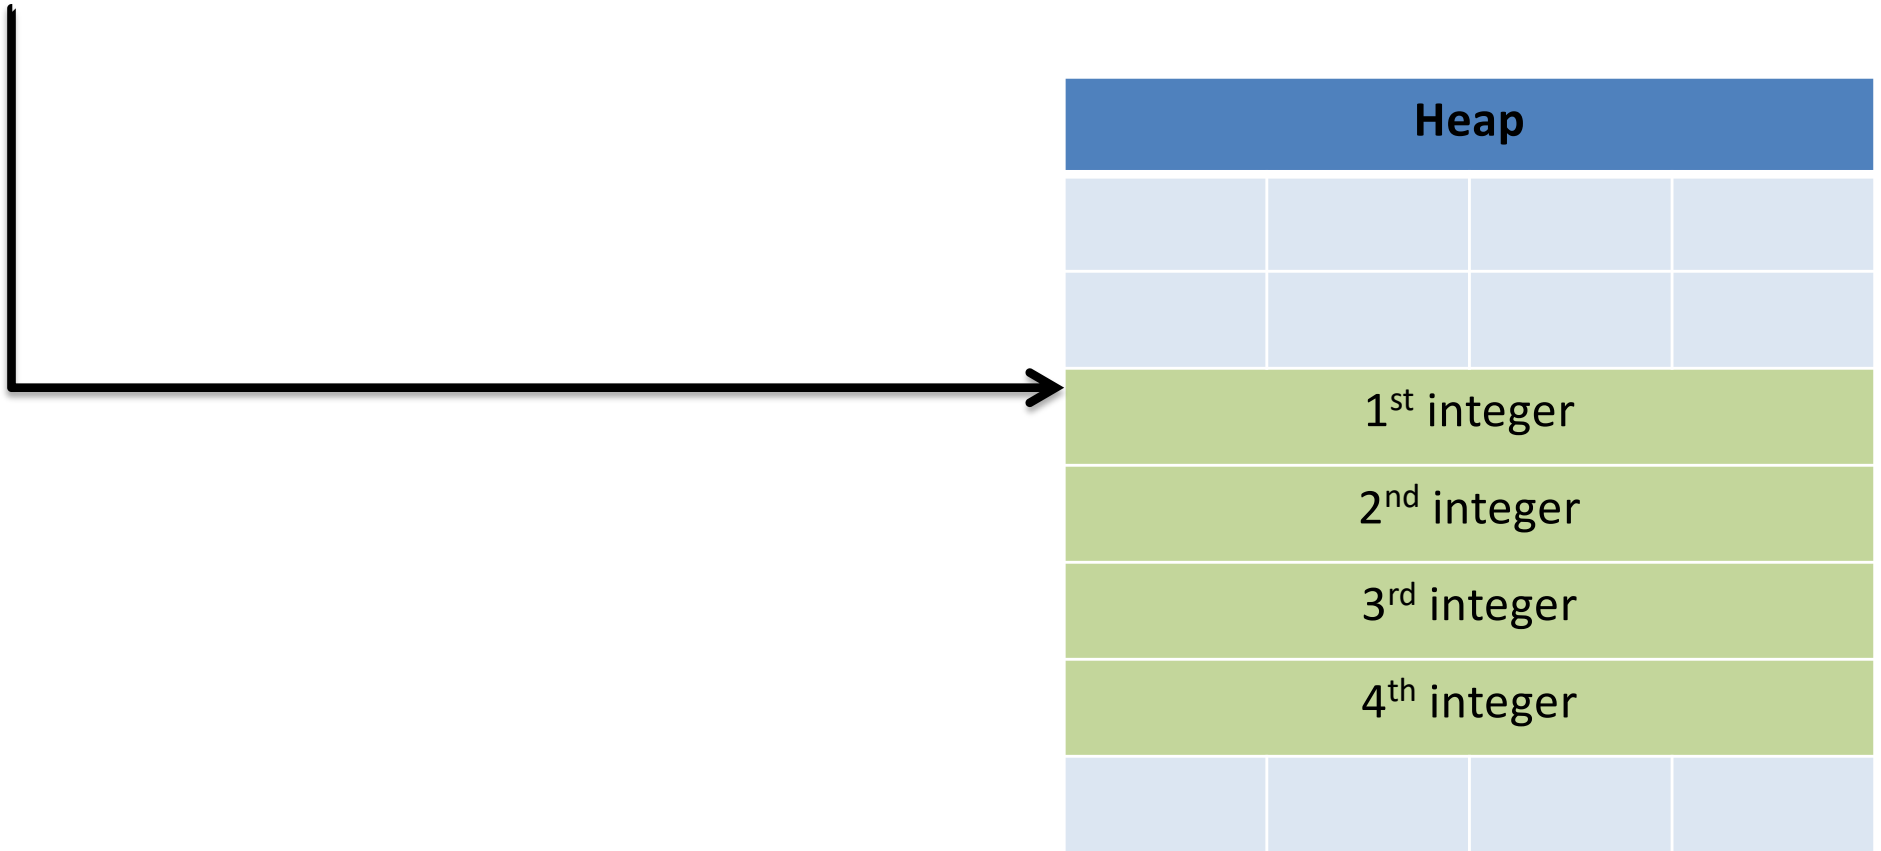 Heap
1st integer
2nd integer
3rd integer
4th integer